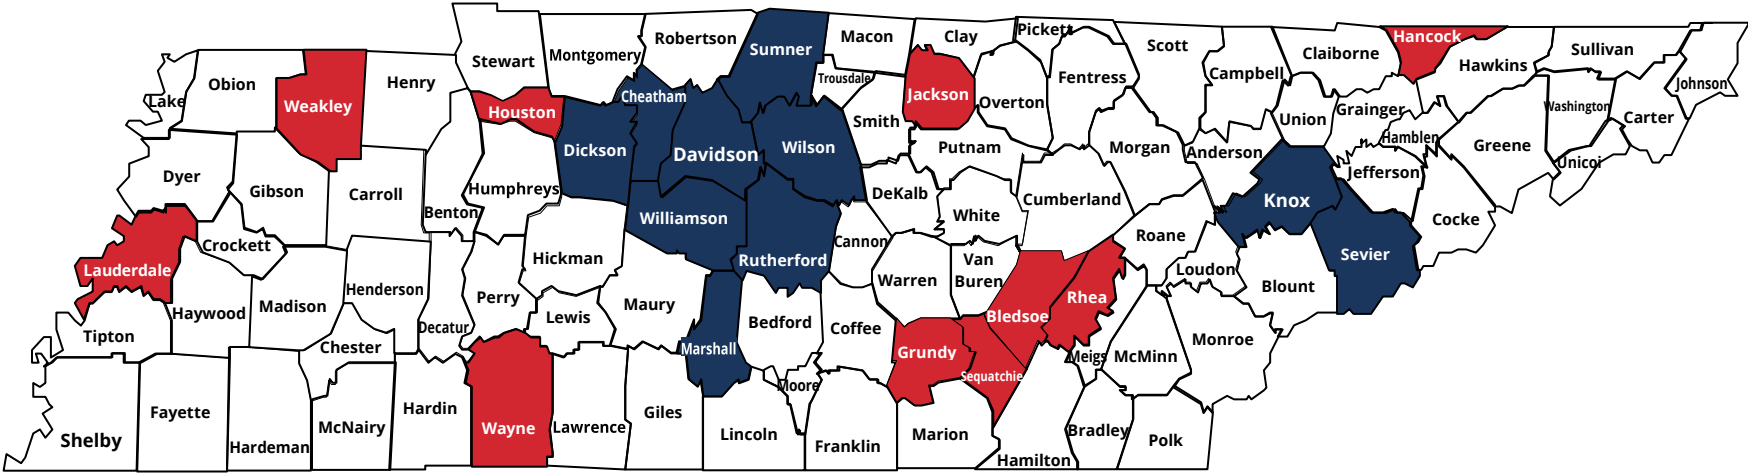 Pickett
Hancock
Macon
Clay
Robertson
Scott
Sumner
Sullivan
Claiborne
Montgomery
Stewart
Hawkins
Campbell
Fentress
Trousdale
Henry
Obion
Johnson
Jackson
Cheatham
Lake
Overton
Weakley
Washington
Grainger
Houston
Carter
Union
Smith
Hamblen
Greene
Putnam
Morgan
Wilson
Dickson
Davidson
Anderson
Unicoi
Jefferson
Dyer
Humphreys
Gibson
Carroll
DeKalb
Cumberland
Knox
Benton
White
Williamson
Cocke
Roane
Cannon
Crockett
Sevier
Hickman
Van
Buren
Rutherford
Lauderdale
Loudon
Warren
Blount
Henderson
Perry
Rhea
Maury
Madison
Haywood
Bledsoe
Lewis
Bedford
Decatur
Coffee
Tipton
Monroe
Chester
Marshall
Grundy
Meigs
McMinn
Sequatchie
Moore
Hardin
Fayette
Giles
McNairy
Wayne
Lawrence
Bradley
Lincoln
Marion
Shelby
Polk
Hardeman
Franklin
Hamilton